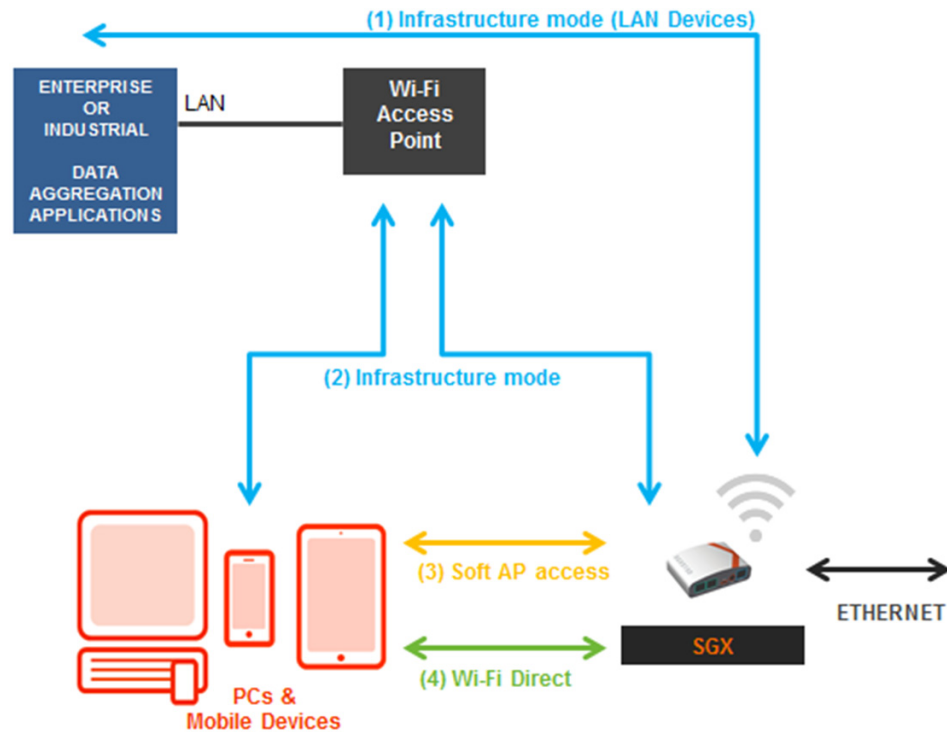 (1) Infrastructure mode (LAN Devices)
ENTERPRISE
OR
INDUSTRIAL
DATA
AGGREGATION
APPLICATIONS
LAN
Wi-Fi
Access
Point
(2) Infrastructure mode
(3) Soft AP access
(4) Wi-Fi Direct
PCs &
Mobile Devices
SGX
ETHERNET